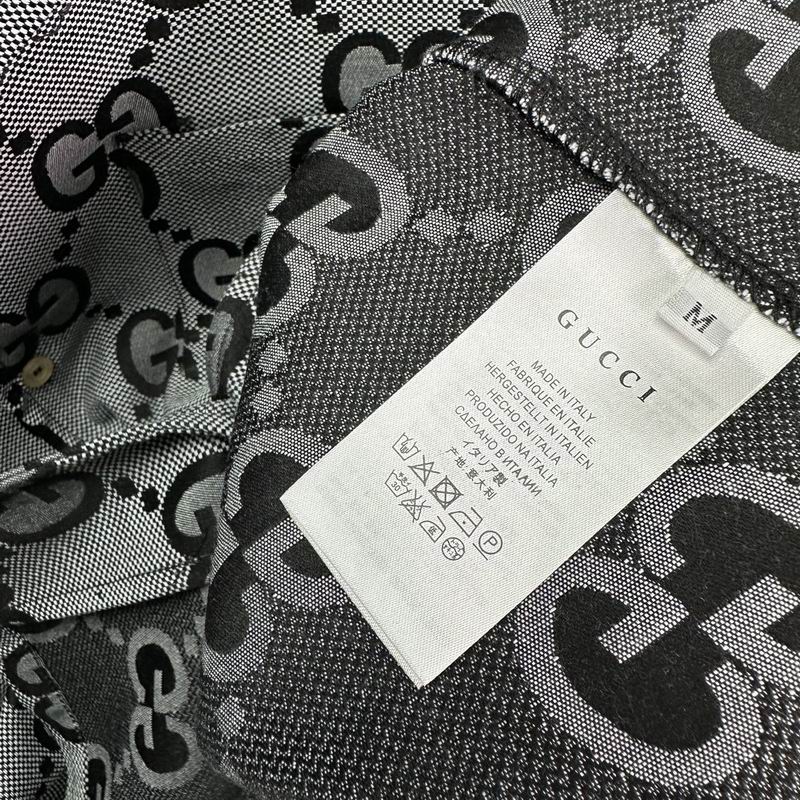 M
GUCCI
MADE IN ITALY
FABRIQUE EN ITALIE
HERGESTELLT IN ITALIEN
HECHO EN ITALIA
PRODUZIDO NA ITALIA
СДЕЛАНО В ИТАЛИИ
イタリア製
产地:意大利
P
30